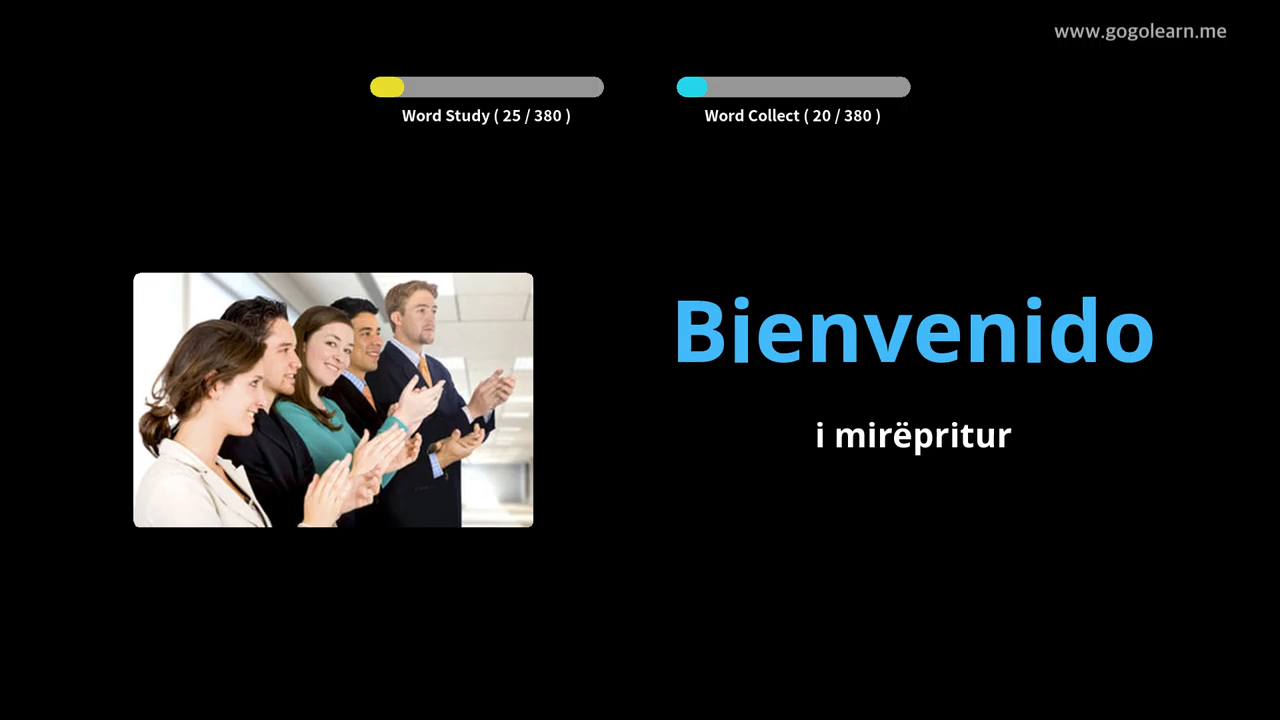 www.gogolearn.me
Word Study ( 25 / 380 )
Word Collect ( 20 / 380 )
Bienvenido
i mirëpritur